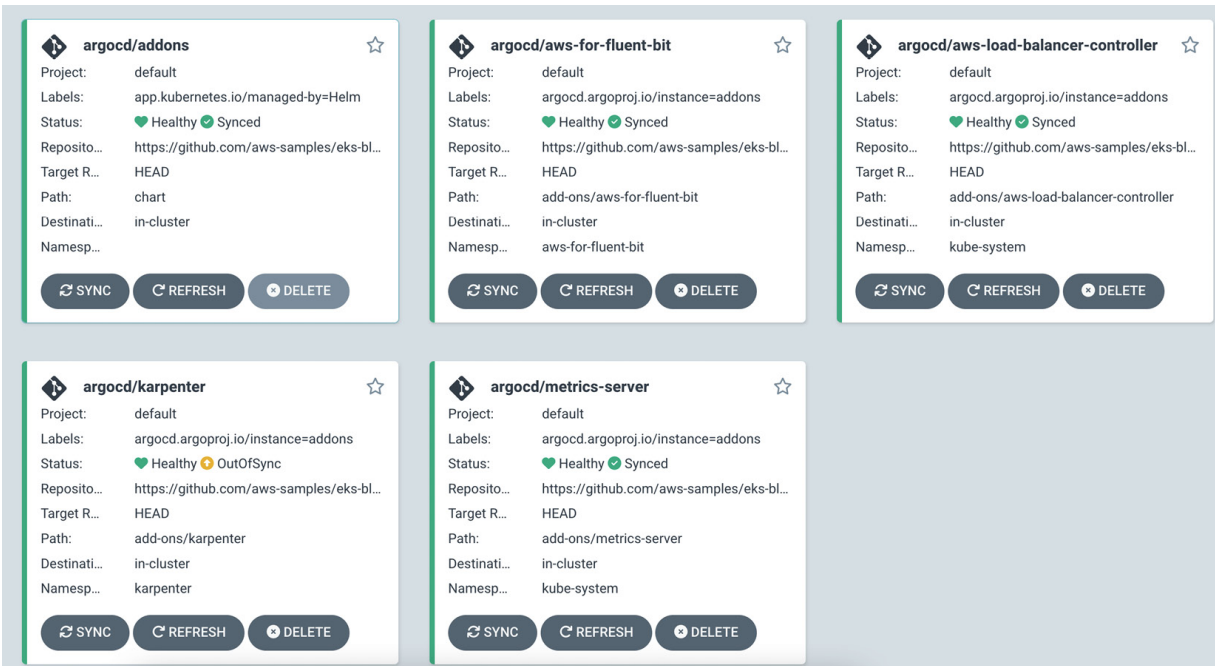 argocd/addons
Project: default
Labels: app.kubernetes.io/managed-by=Helm
Status: Healthy Synced
Reposito... https://github.com/aws-samples/eks-bl...
Target R... HEAD
Path: chart
Destinati... in-cluster
Namesp...
SYNC REFRESH DELETE
argocd/aws-for-fluent-bit
Project: default
Labels: argocd.argoproj.io/instance=addons
Status: Healthy Synced
Reposito... https://github.com/aws-samples/eks-bl...
Target R... HEAD
Path: add-ons/aws-for-fluent-bit
Destinati... in-cluster
Namesp... aws-for-fluent-bit
SYNC REFRESH DELETE
argocd/aws-load-balancer-controller
Project: default
Labels: argocd.argoproj.io/instance=addons
Status: Healthy Synced
Reposito... https://github.com/aws-samples/eks-bl...
Target R... HEAD
Path: add-ons/aws-load-balancer-controller
Destinati... in-cluster
Namesp... kube-system
SYNC REFRESH DELETE
argocd/karpenter
Project: default
Labels: argocd.argoproj.io/instance=addons
Status: Healthy OutOfSync
Reposito... https://github.com/aws-samples/eks-bl...
Target R... HEAD
Path: add-ons/karpenter
Destinati... in-cluster
Namesp... karpenter
SYNC REFRESH DELETE
argocd/metrics-server
Project: default
Labels: argocd.argoproj.io/instance=addons
Status: Healthy Synced
Reposito... https://github.com/aws-samples/eks-bl...
Target R... HEAD
Path: add-ons/metrics-server
Destinati... in-cluster
Namesp... kube-system
SYNC REFRESH DELETE